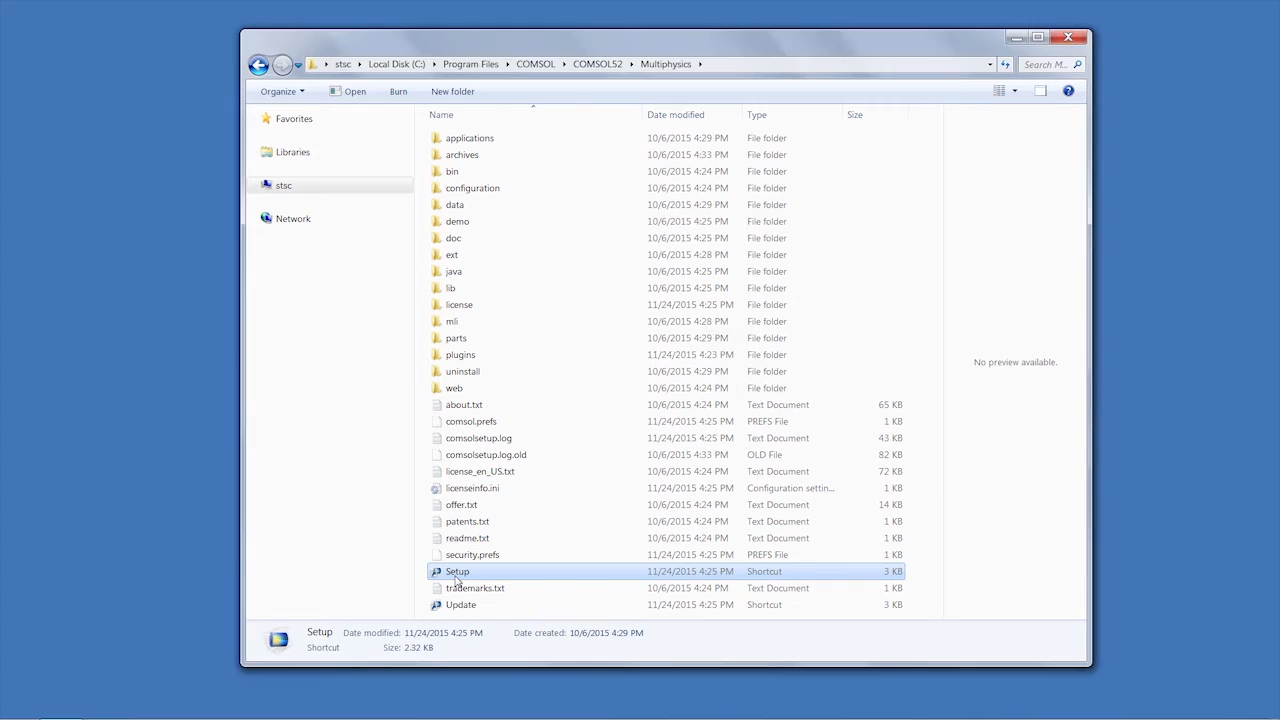 stsc Local Disk (C:) Program Files COMSOL COMSOL52 Multiphysics Search M...
Organize Open Burn New folder
Favorites
Libraries
stsc
Network
Name Date modified Type Size
applications 10/6/2015 4:29 PM File folder
archives 10/6/2015 4:33 PM File folder
bin 10/6/2015 4:24 PM File folder
configuration 10/6/2015 4:24 PM File folder
data 10/6/2015 4:29 PM File folder
demo 10/6/2015 4:25 PM File folder
doc 10/6/2015 4:25 PM File folder
ext 10/6/2015 4:28 PM File folder
java 10/6/2015 4:25 PM File folder
lib 10/6/2015 4:25 PM File folder
license 11/24/2015 4:25 PM File folder
mli 10/6/2015 4:28 PM File folder
parts 10/6/2015 4:29 PM File folder
plugins 11/24/2015 4:23 PM File folder
uninstall 10/6/2015 4:29 PM File folder
web 10/6/2015 4:24 PM File folder
about.txt 10/6/2015 4:24 PM Text Document 65 KB
comsol.prefs 11/24/2015 4:25 PM PREFS File 1 KB
comsolsetup.log 11/24/2015 4:25 PM Text Document 43 KB
comsolsetup.log.old 10/6/2015 4:33 PM OLD File 82 KB
license_en_US.txt 10/6/2015 4:24 PM Text Document 72 KB
licenseinfo.ini 11/24/2015 4:25 PM Configuration settin... 1 KB
offer.txt 10/6/2015 4:24 PM Text Document 14 KB
patents.txt 10/6/2015 4:24 PM Text Document 1 KB
readme.txt 10/6/2015 4:24 PM Text Document 1 KB
security.prefs 11/24/2015 4:25 PM PREFS File 1 KB
Setup 11/24/2015 4:25 PM Shortcut 3 KB
trademarks.txt 10/6/2015 4:24 PM Text Document 1 KB
Update 11/24/2015 4:25 PM Shortcut 3 KB
No preview available.
Setup Date modified: 11/24/2015 4:25 PM Date created: 10/6/2015 4:29 PM
Shortcut Size: 2.32 KB